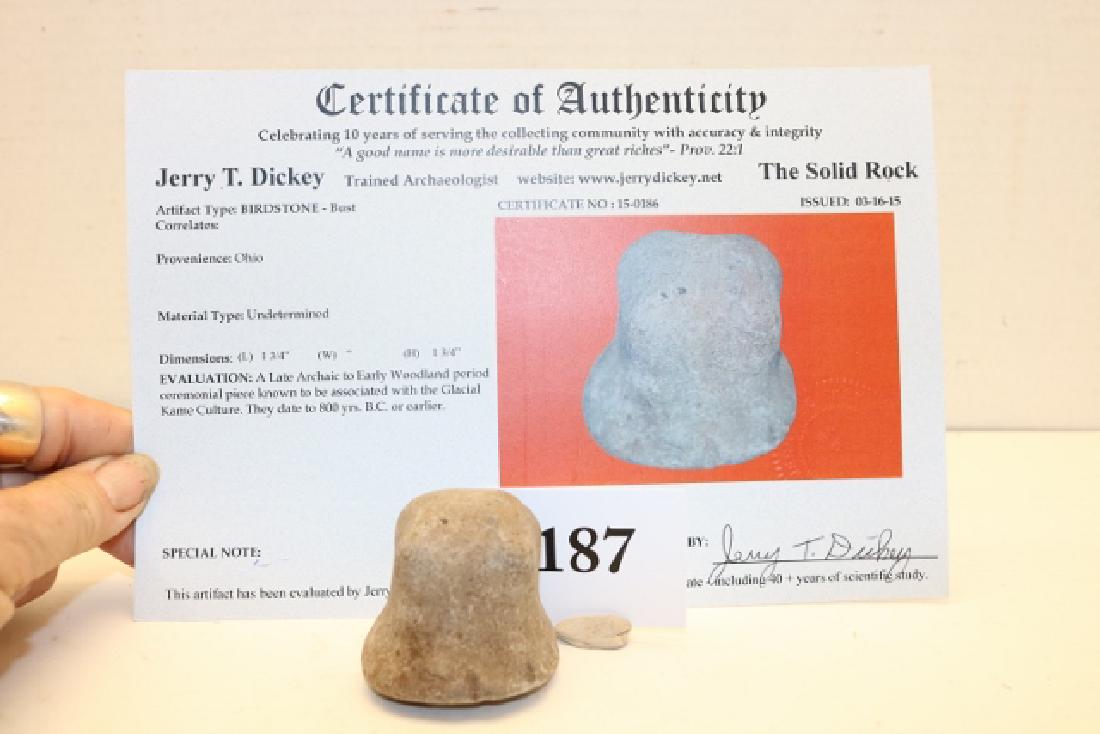 Certificate of Authenticity
Celebrating 10 years of serving the collecting community with accuracy & integrity
"A good name is more desirable than great riches"- Prov. 22:1
Jerry T. Dickey Trained Archaeologist website: www.jerrydickey.net The Solid Rock
Artifact Type: BIRDSTONE - Bust CERTIFICATE NO : 15-0186 ISSUED: 03-16-15
Correlates:
Provenience: Ohio
Material Type: Undetermined
Dimensions: (L) 1 3/4" (W) " (H) 1 3/4"
EVALUATION: A Late Archaic to Early Woodland period
ceremonial piece known to be associated with the Glacial
Kame Culture. They date to 800 yrs. B.C. or earlier.
187
BY: Jerry T. Dickey
SPECIAL NOTE:
This artifact has been evaluated by Jerry ate - including 40 + years of scientific study.